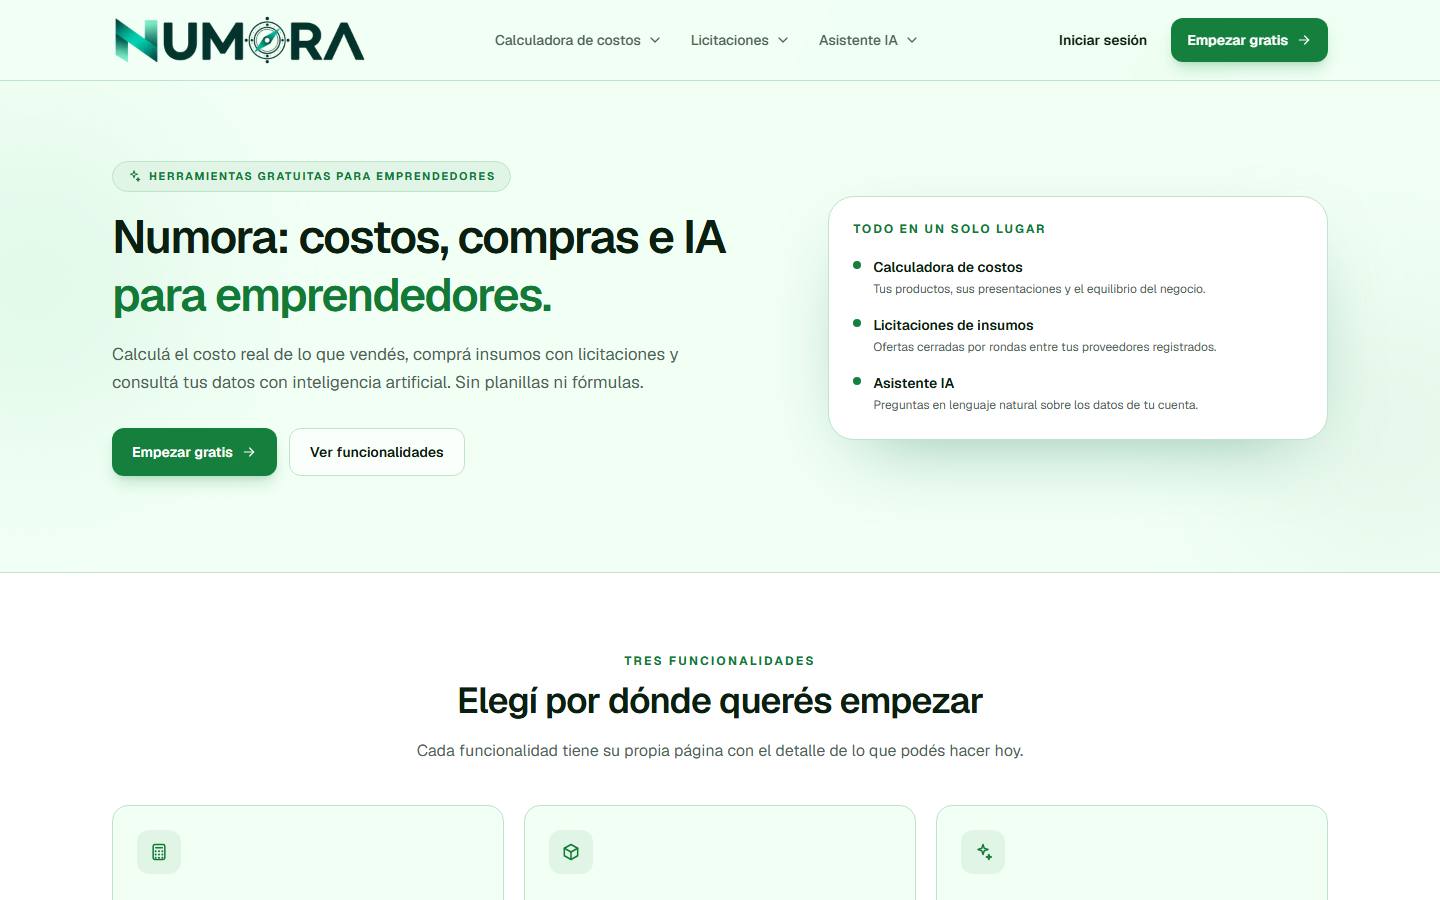 NUMORA
Calculadora de costos
Licitaciones
Asistente IA
Iniciar sesión
Empezar gratis
HERRAMIENTAS GRATUITAS PARA EMPRENDEDORES
Numora: costos, compras e IA
para emprendedores.
Calculá el costo real de lo que vendés, comprá insumos con licitaciones y
consultá tus datos con inteligencia artificial. Sin planillas ni fórmulas.
Empezar gratis
Ver funcionalidades
TODO EN UN SOLO LUGAR
Calculadora de costos
Tus productos, sus presentaciones y el equilibrio del negocio.
Licitaciones de insumos
Ofertas cerradas por rondas entre tus proveedores registrados.
Asistente IA
Preguntas en lenguaje natural sobre los datos de tu cuenta.
TRES FUNCIONALIDADES
Elegí por dónde querés empezar
Cada funcionalidad tiene su propia página con el detalle de lo que podés hacer hoy.